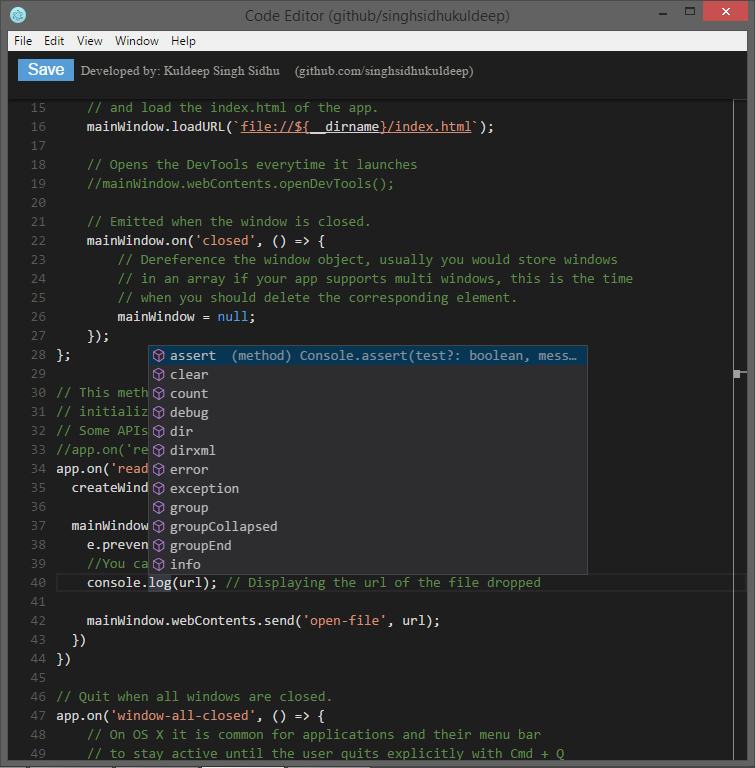 Code Editor (github/singhsidhukuldeep)
File Edit View Window Help
Save Developed by: Kuldeep Singh Sidhu (github.com/singhsidhukuldeep)
15 // and load the index.html of the app.
16 mainWindow.loadURL(`file://${__dirname}/index.html`);
17
18 // Opens the DevTools everytime it launches
19 //mainWindow.webContents.openDevTools();
20
21 // Emitted when the window is closed.
22 mainWindow.on('closed', () => {
23 // Dereference the window object, usually you would store windows
24 // in an array if your app supports multi windows, this is the time
25 // when you should delete the corresponding element.
26 mainWindow = null;
27 });
28 };
29
30 // This meth
31 // initializ
32 // Some APIs
33 //app.on('re
34 app.on('read
35 createWind
36
37 mainWindow
38 e.preven
39 //You ca
assert (method) Console.assert(test?: boolean, mess…
clear
count
debug
dir
dirxml
error
exception
group
groupCollapsed
groupEnd
info
40 console.log(url); // Displaying the url of the file dropped
41
42 mainWindow.webContents.send('open-file', url);
43 })
44 })
45
46 // Quit when all windows are closed.
47 app.on('window-all-closed', () => {
48 // On OS X it is common for applications and their menu bar
49 // to stay active until the user quits explicitly with Cmd + Q